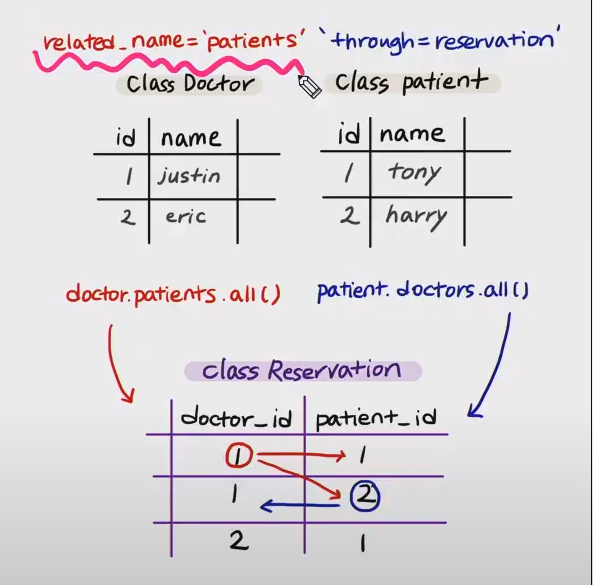 related_name='patients' 'through=reservation'
Class Doctor
id name
1 justin
2 eric
Class patient
id name
1 tony
2 harry
doctor.patients.all()
patient.doctors.all()
class Reservation
doctor_id patient_id
1 1
1 2
2 1